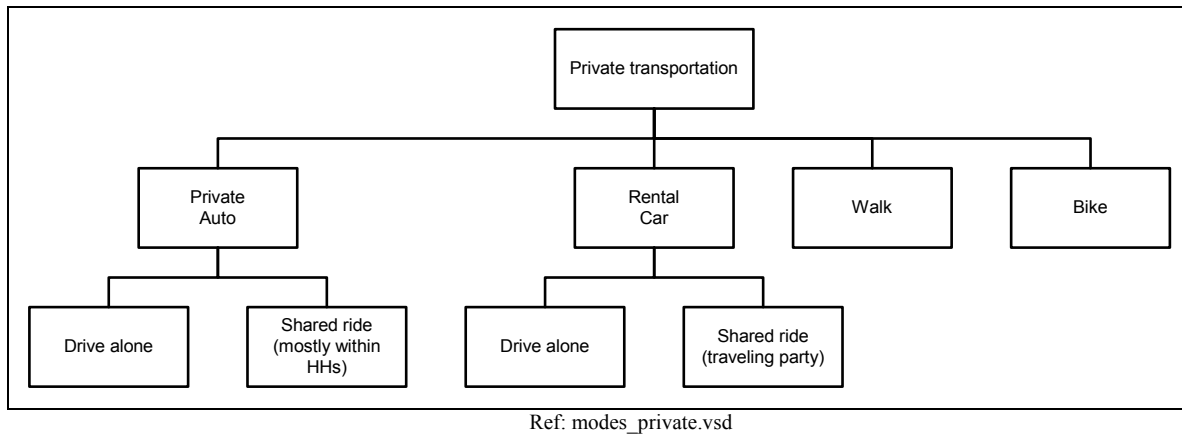 Private transportation
Private
Auto
Rental
Car
Walk
Bike
Drive alone
Shared ride
(mostly within
HHs)
Drive alone
Shared ride
(traveling party)
Ref: modes_private.vsd